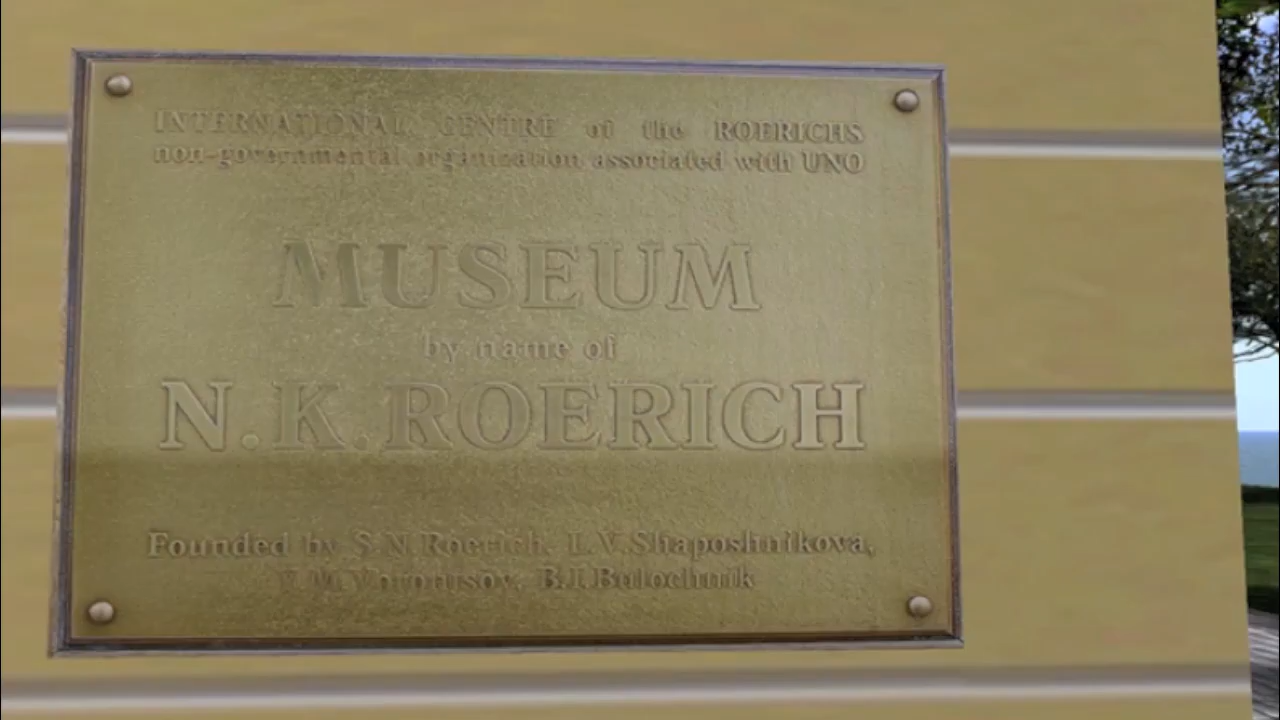 INTERNATIONAL CENTRE of the ROERICHS
non-governmental organization associated with UNO
MUSEUM
by name of
N.K.ROERICH
Founded by S.N.Roerich, L.V.Shaposhnikova,
Y.M.Vorontsov, B.I.Bulochnik